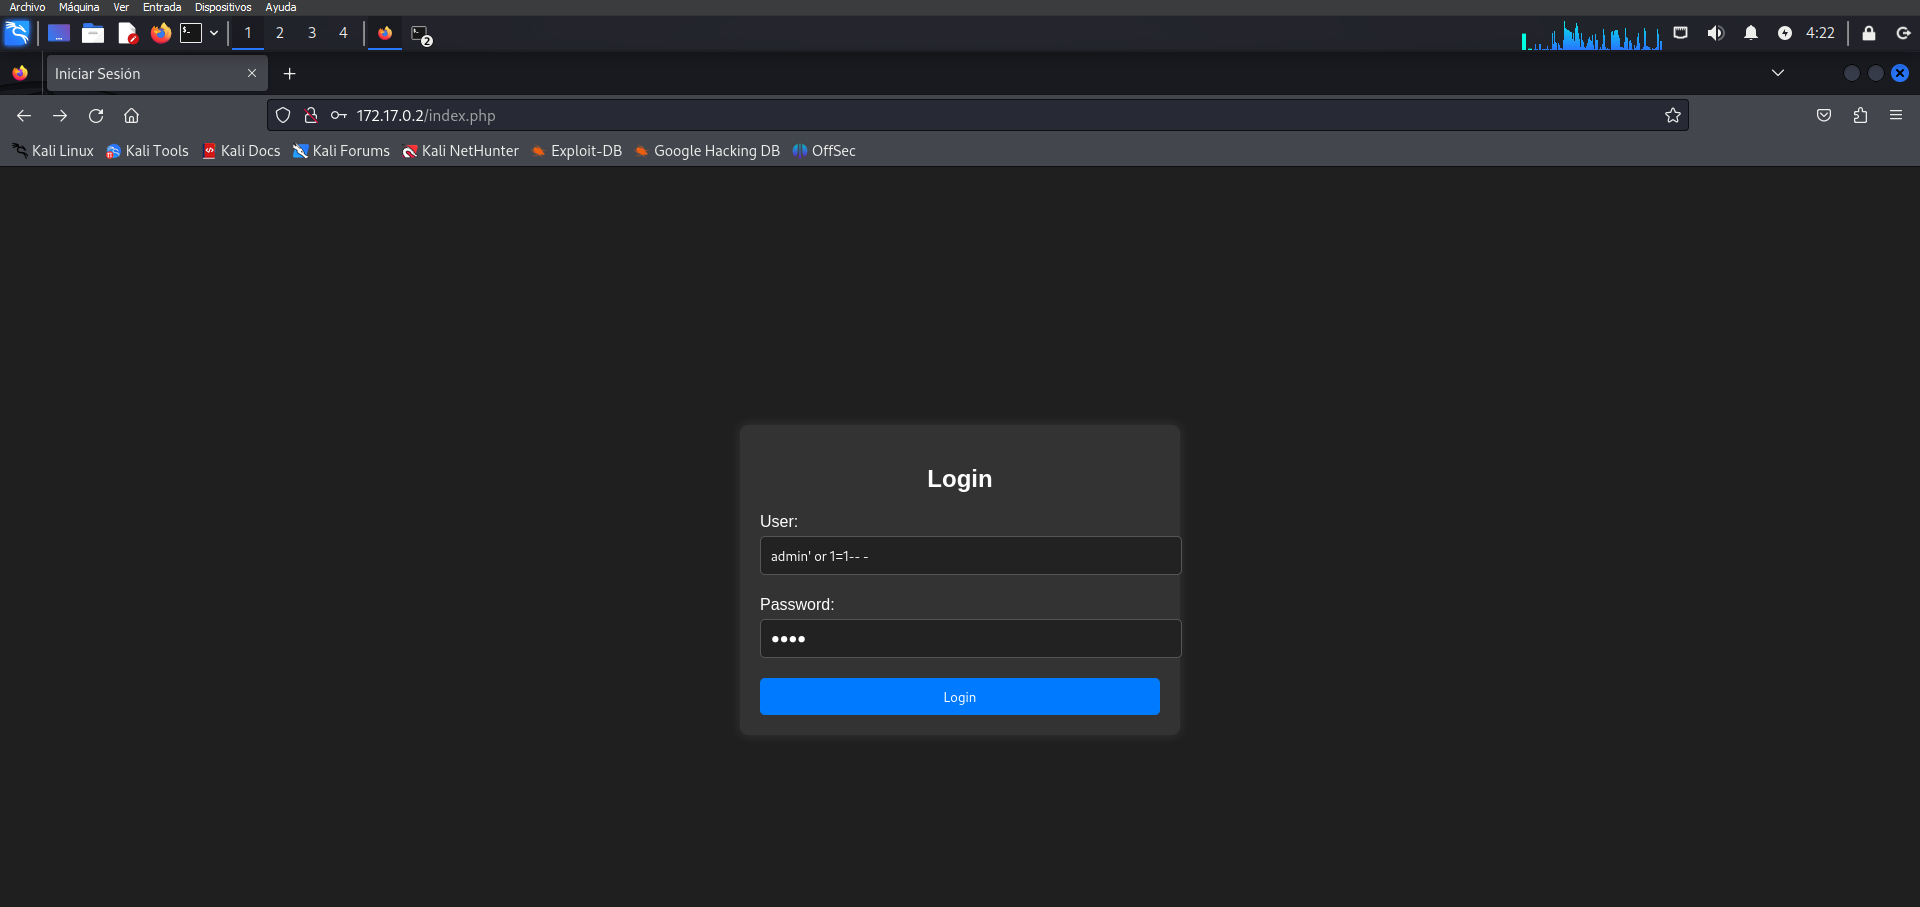 Archivo Máquina Ver Entrada Dispositivos Ayuda
1 2 3 4 2 4:22
Iniciar Sesión
172.17.0.2/index.php
Kali Linux Kali Tools Kali Docs Kali Forums Kali NetHunter Exploit-DB Google Hacking DB OffSec
Login
User:
admin' or 1=1-- -
Password:
••••
Login